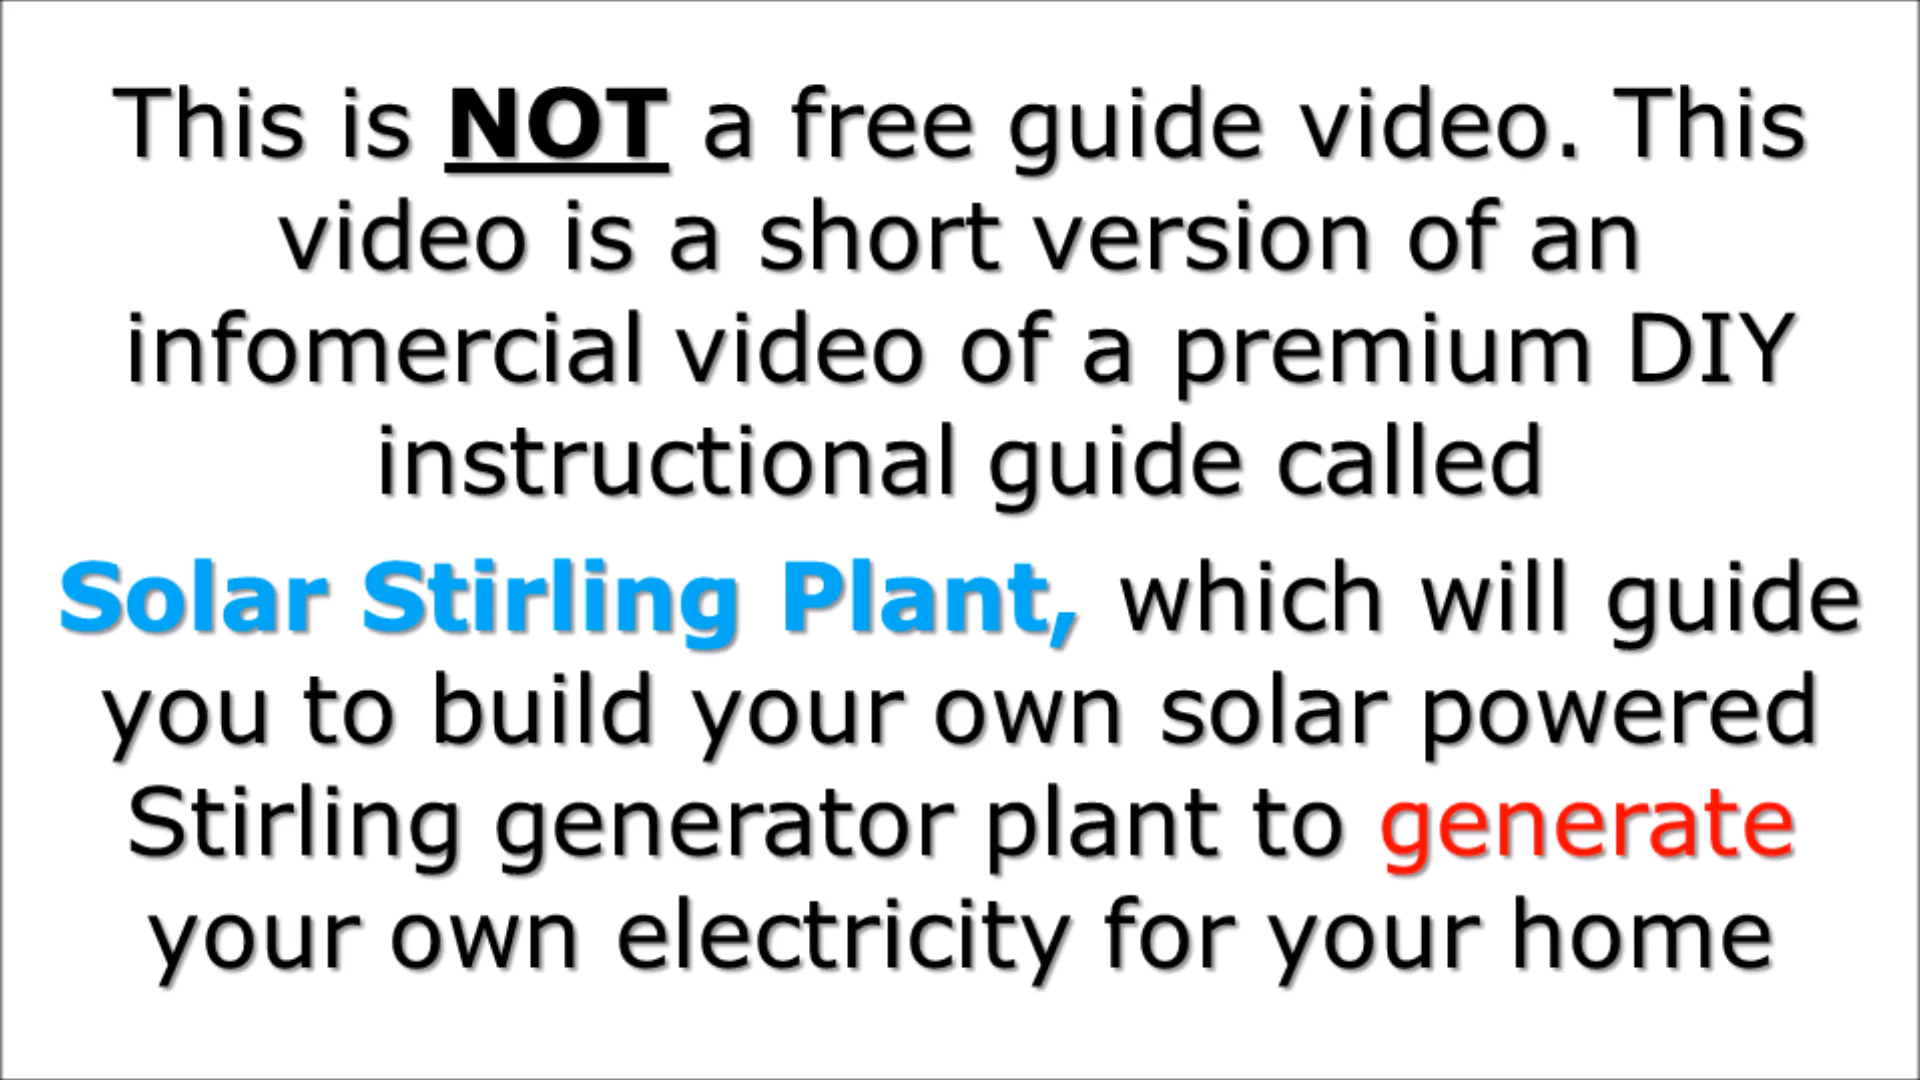 This is NOT a free guide video. This
video is a short version of an
infomercial video of a premium DIY
instructional guide called
Solar Stirling Plant, which will guide
you to build your own solar powered
Stirling generator plant to generate
your own electricity for your home